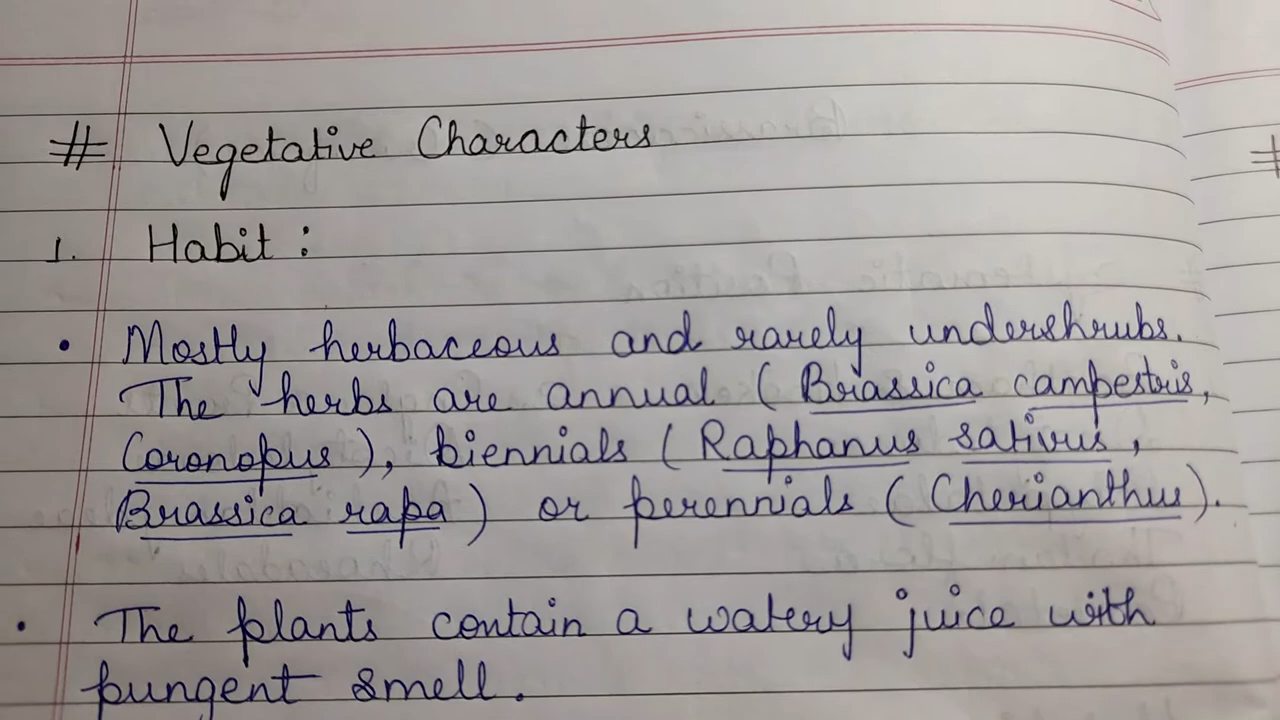 # Vegetative Characters
1. Habit :
• Mostly herbaceous and rarely undershrubs.
The herbs are annual ( Brassica campestris,
Coronopus ), biennials ( Raphanus sativus ,
Brassica rapa ) or perennials ( Cherianthus ).
• The plants contain a watery juice with
pungent smell.